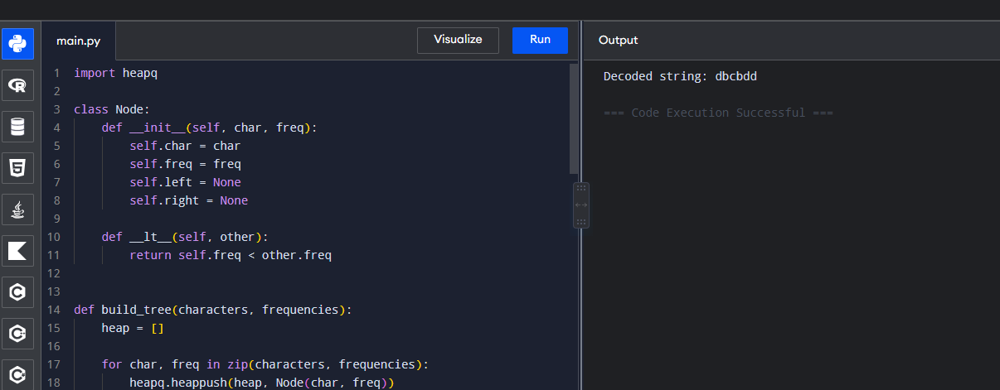 main.py
Visualize
Run
Output
1 import heapq
2
3 class Node:
4     def __init__(self, char, freq):
5         self.char = char
6         self.freq = freq
7         self.left = None
8         self.right = None
9
10     def __lt__(self, other):
11         return self.freq < other.freq
12
13
14 def build_tree(characters, frequencies):
15     heap = []
16
17     for char, freq in zip(characters, frequencies):
18         heapq.heappush(heap, Node(char, freq))
Decoded string: dbcbdd
=== Code Execution Successful ===